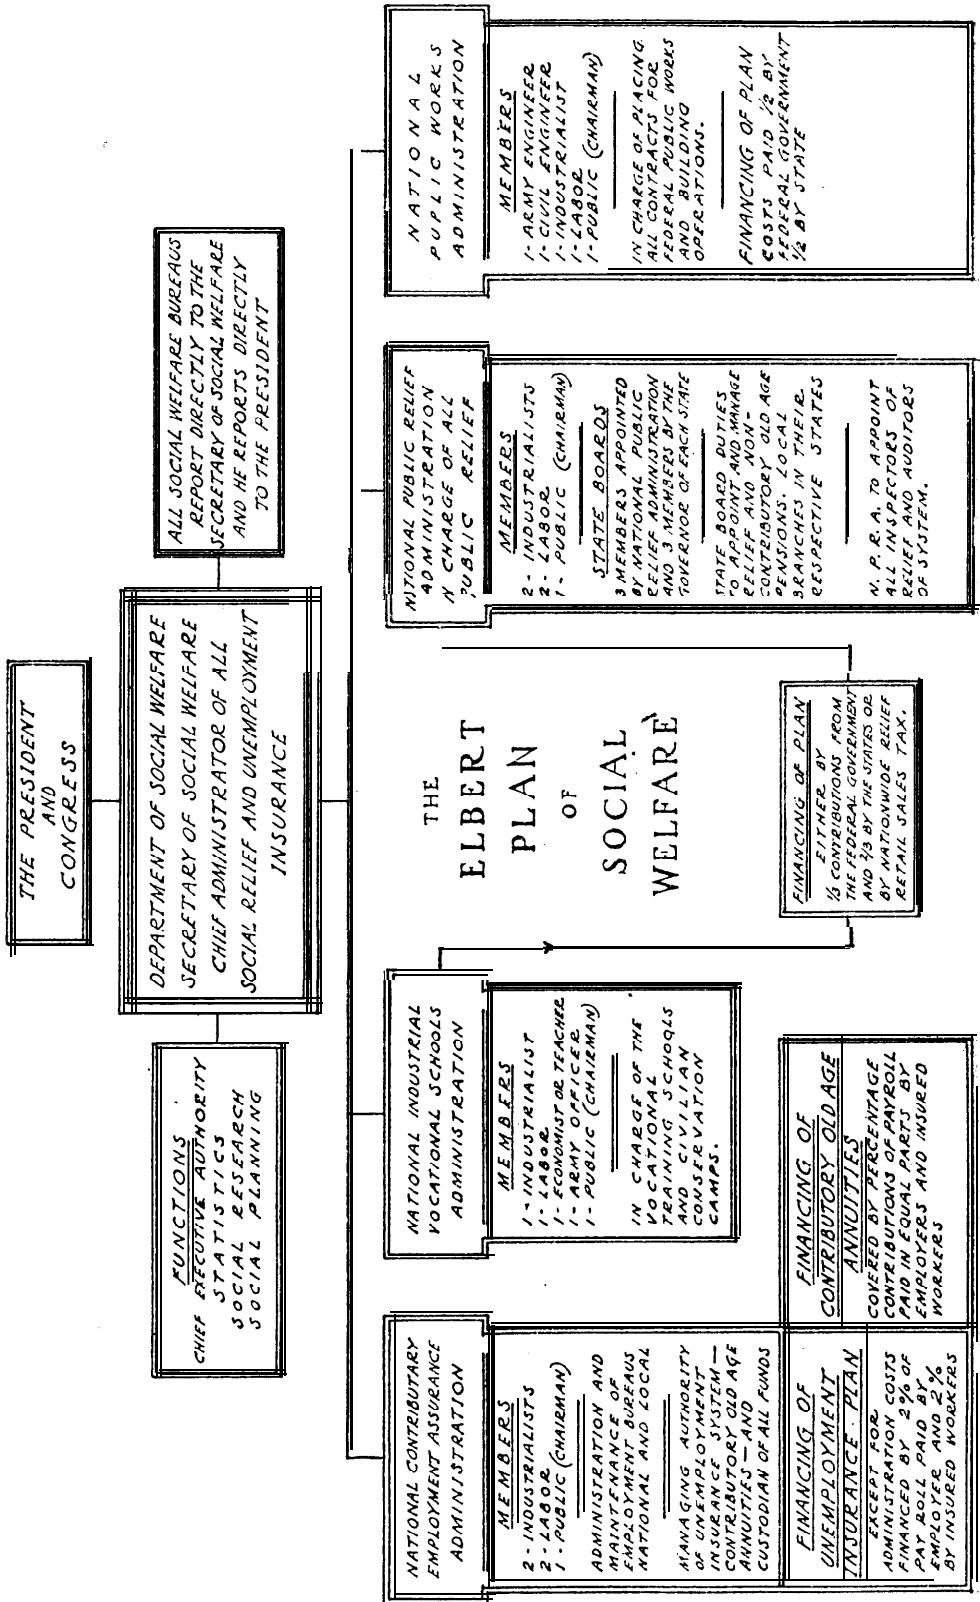 THE PRESIDENT
AND
CONGRESS
FUNCTIONS
CHIEF EXECUTIVE AUTHORITY
STATISTICS
SOCIAL RESEARCH
SOCIAL PLANNING
DEPARTMENT OF SOCIAL WELFARE
SECRETARY OF SOCIAL WELFARE
CHIEF ADMINISTRATOR OF ALL
SOCIAL RELIEF AND UNEMPLOYMENT
INSURANCE
ALL SOCIAL WELFARE BUREAUS
REPORT DIRECTLY TO THE
SECRETARY OF SOCIAL WELFARE
AND HE REPORTS DIRECTLY
TO THE PRESIDENT
NATIONAL CONTRIBUTARY
EMPLOYMENT ASSURANCE
ADMINISTRATION
MEMBERS
2 - INDUSTRIALISTS
2 - LABOR
1 - PUBLIC (CHAIRMAN)
ADMINISTRATION AND
MAINTENANCE OF
EMPLOYMENT BUREAUS
NATIONAL AND LOCAL
MANAGING AUTHORITY
OF UNEMPLOYMENT
INSURANCE SYSTEM —
CONTRIBUTORY OLD AGE
ANNUITIES — AND
CUSTODIAN OF ALL FUNDS
FINANCING OF
UNEMPLOYMENT
INSURANCE PLAN
EXCEPT FOR
ADMINISTRATION COSTS
FINANCED BY 2% OF
PAY ROLL PAID BY
EMPLOYER AND 2%
BY INSURED WORKERS
FINANCING OF
CONTRIBUTORY OLD AGE
ANNUITIES
COVERED BY PERCENTAGE
CONTRIBUTIONS OF PAYROLL
PAID IN EQUAL PARTS BY
EMPLOYERS AND INSURED
WORKERS
NATIONAL INDUSTRIAL
VOCATIONAL SCHOOLS
ADMINISTRATION
MEMBERS
1 - INDUSTRIALIST
1 - LABOR
1 - ECONOMIST OR TEACHER
1 - ARMY OFFICER
1 - PUBLIC (CHAIRMAN)
IN CHARGE OF THE
VOCATIONAL
TRAINING SCHOOLS
AND CIVILIAN
CONSERVATION
CAMPS.
THE
ELBERT
PLAN
OF
SOCIAL
WELFARE
FINANCING OF PLAN
EITHER BY
1/3 CONTRIBUTIONS FROM
THE FEDERAL GOVERNMENT
AND 2/3 BY THE STATES OR
BY NATIONWIDE RELIEF
RETAIL SALES TAX.
NITIONAL PUBLIC RELIEF
ADMINISTRATION
N CHARGE OF ALL
PUBLIC RELIEF
MEMBERS
2 - INDUSTRIALISTS
2 - LABOR
1 - PUBLIC (CHAIRMAN)
STATE BOARDS
3 MEMBERS APPOINTED
BY NATIONAL PUBLIC
RELIEF ADMINISTRATION
AND 3 MEMBERS BY THE
GOVERNOR OF EACH STATE
STATE BOARD DUTIES
TO APPOINT AND MANAGE
RELIEF AND NON-
CONTRIBUTORY OLD AGE
PENSIONS. LOCAL
BRANCHES IN THEIR
RESPECTIVE STATES
N. P. R. A. TO APPOINT
ALL INSPECTORS OF
RELIEF AND AUDITORS
OF SYSTEM.
NATIONAL
PUPLIC WORKS
ADMINISTRATION
MEMBERS
1 - ARMY ENGINEER
1 - CIVIL ENGINEER
1 - INDUSTRIALIST
1 - LABOR
1 - PUBLIC (CHAIRMAN)
IN CHARGE OF PLACING
ALL CONTRACTS FOR
FEDERAL PUBLIC WORKS
AND BUILDING
OPERATIONS.
FINANCING OF PLAN
COSTS PAID 1/2 BY
FEDERAL GOVERNMENT
1/2 BY STATE